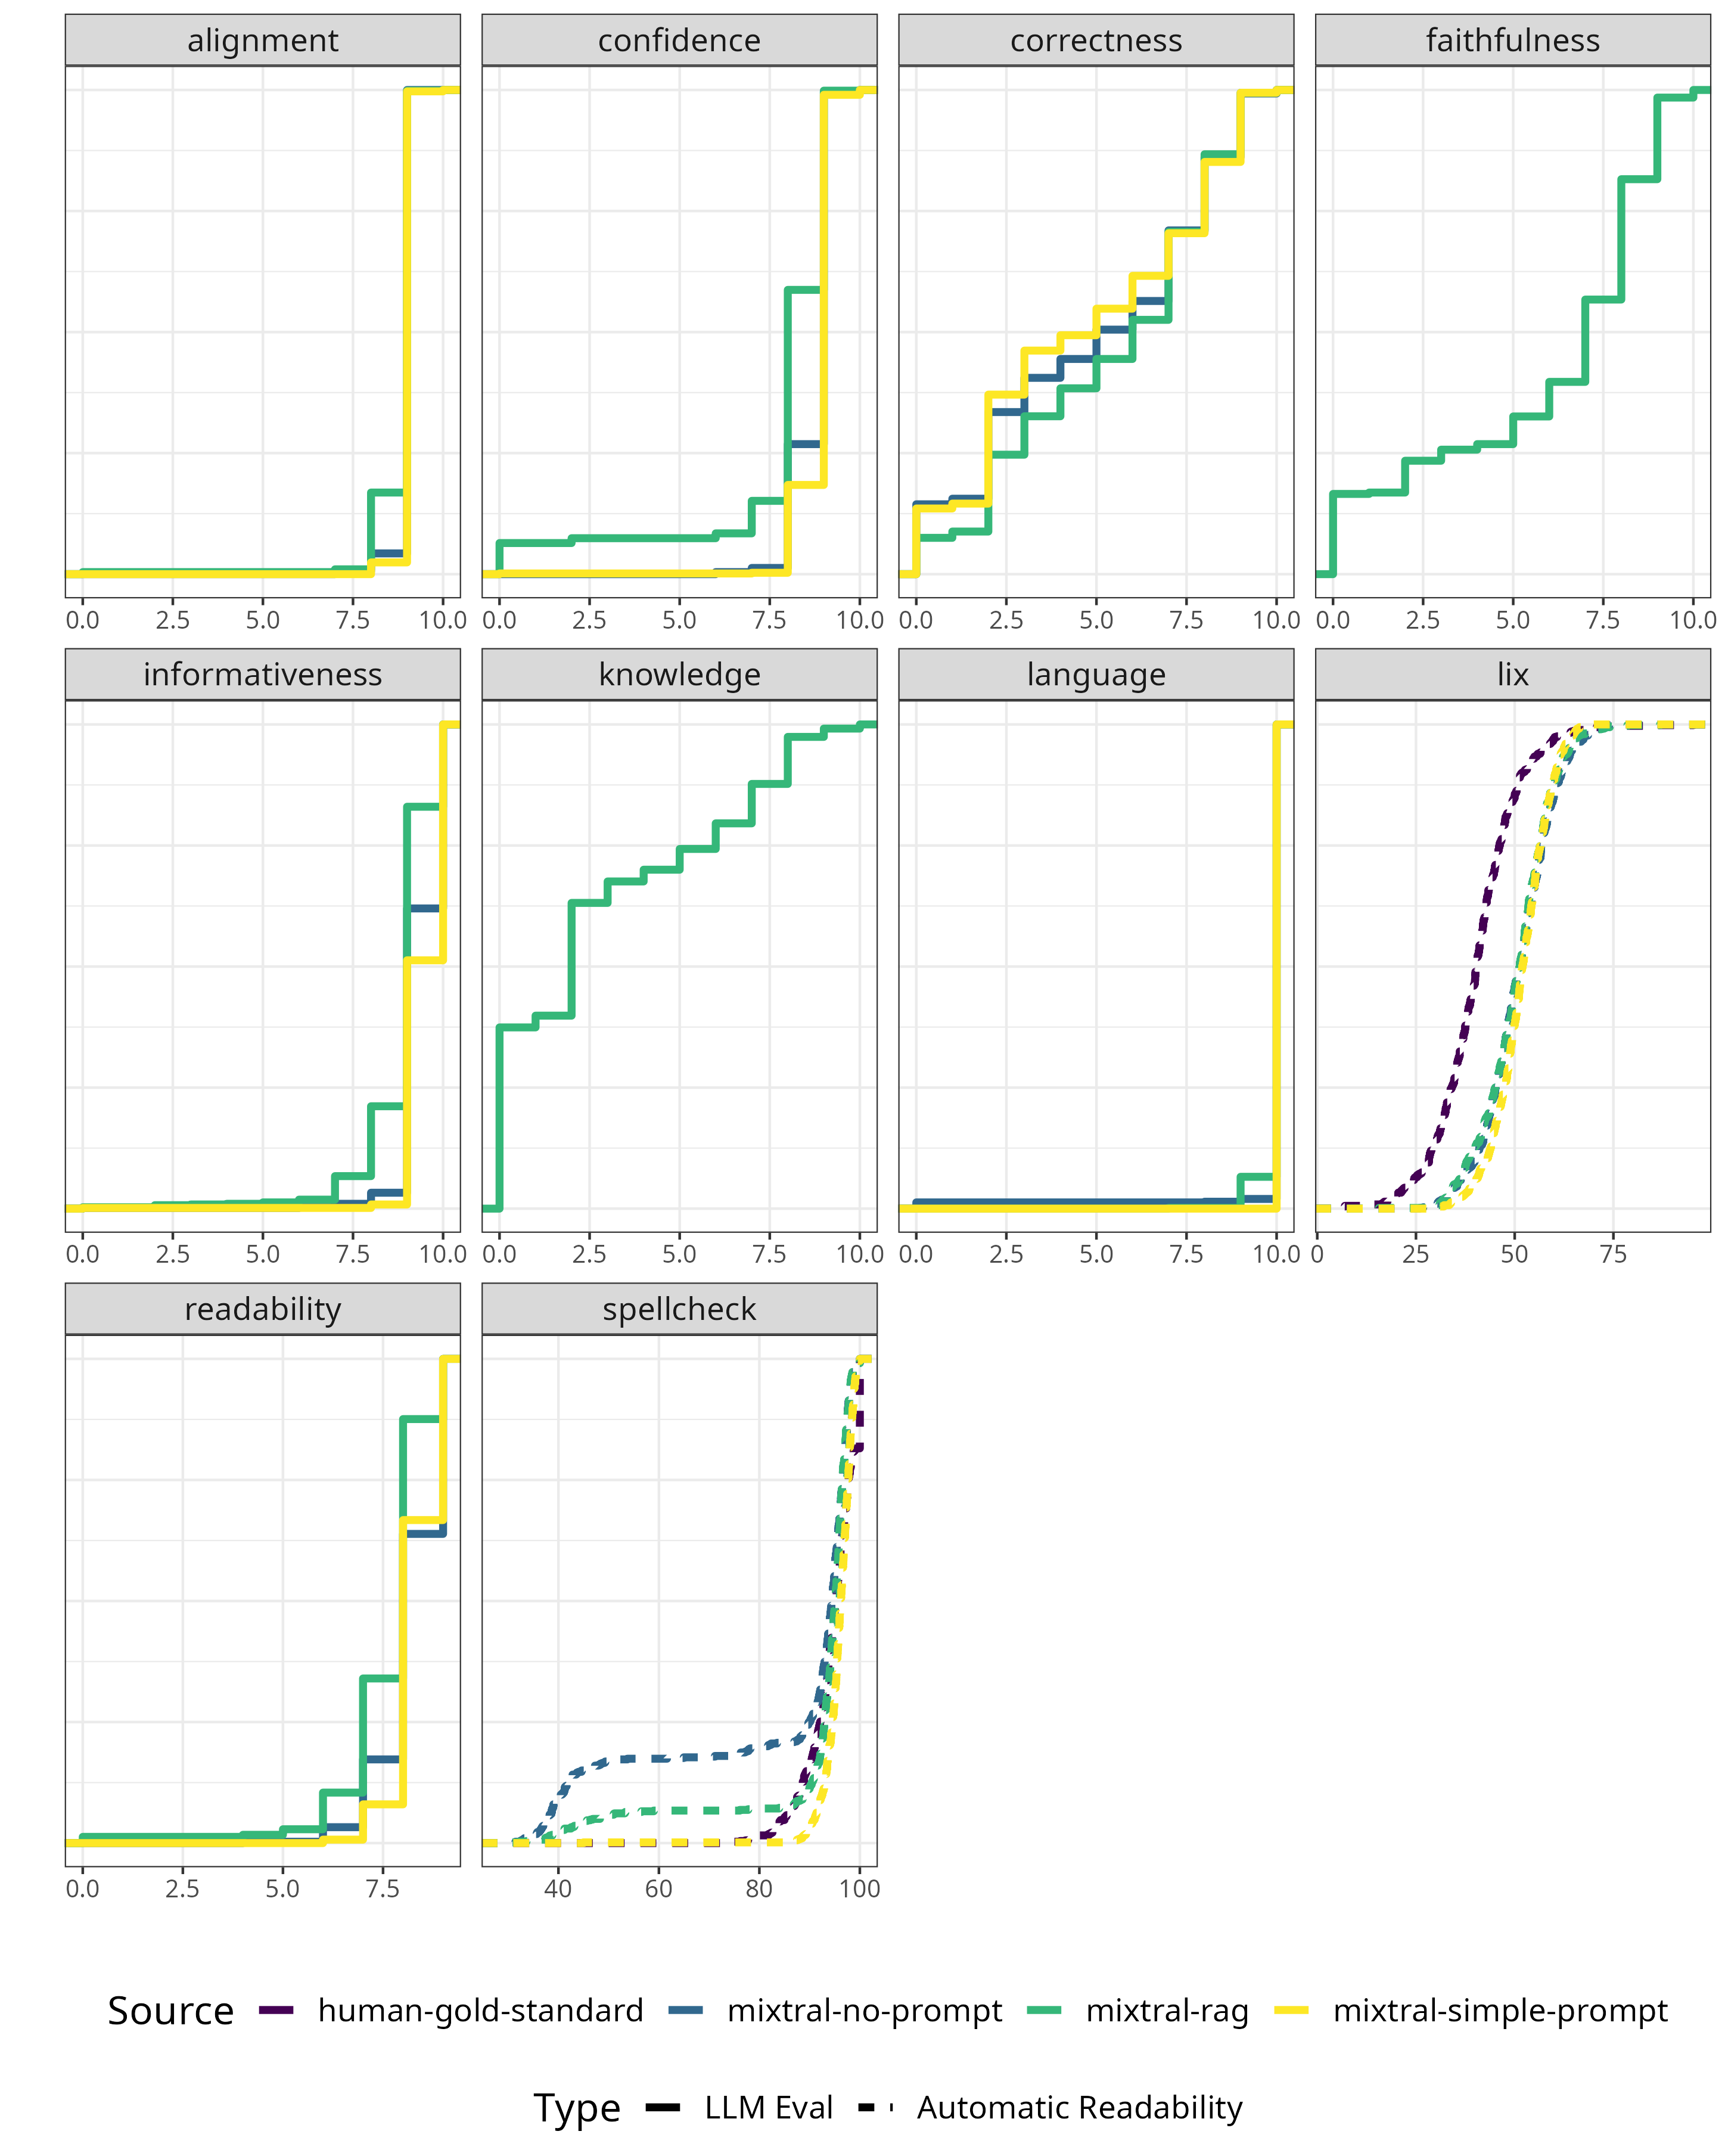 alignment confidence correctness faithfulness
0.0 2.5 5.0 7.5 10.0 0.0 2.5 5.0 7.5 10.0 0.0 2.5 5.0 7.5 10.0 0.0 2.5 5.0 7.5 10.0
informativeness knowledge language lix
0.0 2.5 5.0 7.5 10.0 0.0 2.5 5.0 7.5 10.0 0.0 2.5 5.0 7.5 10.0 0 25 50 75
readability spellcheck
0.0 2.5 5.0 7.5 40 60 80 100
Source human-gold-standard mixtral-no-prompt mixtral-rag mixtral-simple-prompt
Type LLM Eval Automatic Readability